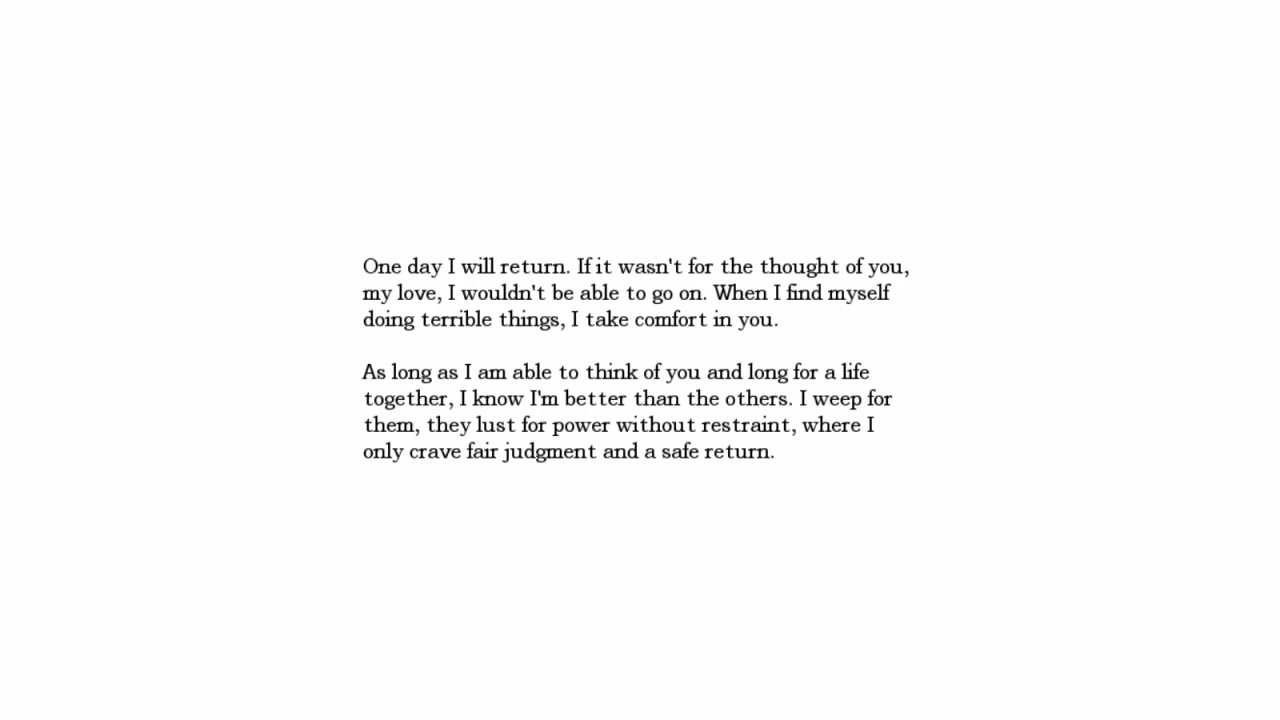 One day I will return. If it wasn't for the thought of you,
my love, I wouldn't be able to go on. When I find myself
doing terrible things, I take comfort in you.
As long as I am able to think of you and long for a life
together, I know I'm better than the others. I weep for
them, they lust for power without restraint, where I
only crave fair judgment and a safe return.